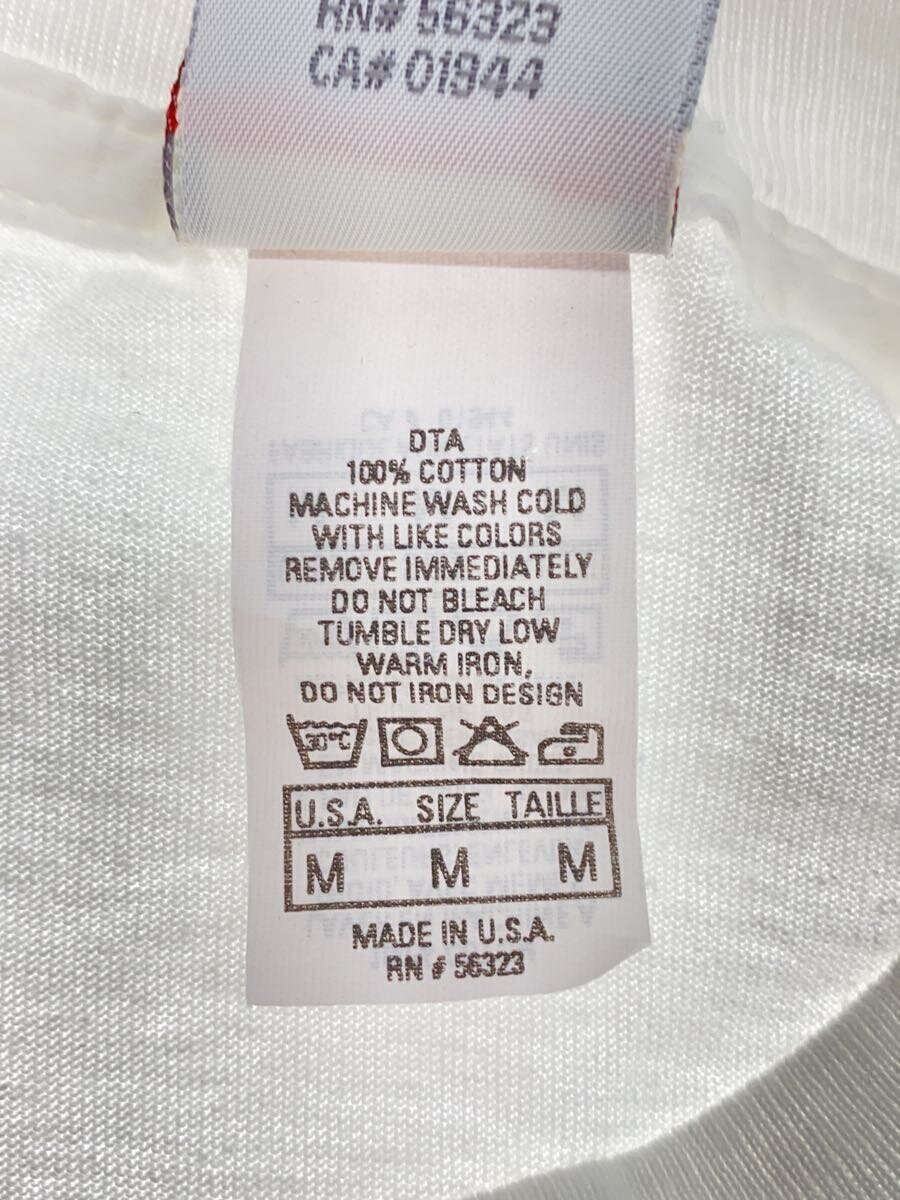 RN# 56323
CA# 01944
DTA
100% COTTON
MACHINE WASH COLD
WITH LIKE COLORS
REMOVE IMMEDIATELY
DO NOT BLEACH
TUMBLE DRY LOW
WARM IRON,
DO NOT IRON DESIGN
30°C
U.S.A. SIZE TAILLE
M M M
MADE IN U.S.A.
RN # 56323